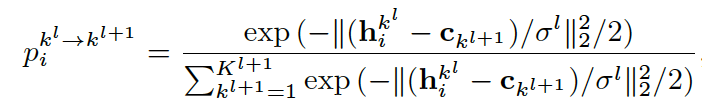 p_i^{k^l \to k^{l+1}} = \frac{\exp\left(-\|(\mathbf{h}_i^{k^l} - \mathbf{c}_{k^{l+1}})/\sigma^l\|_2^2/2\right)}{\sum_{k^{l+1}=1}^{K^{l+1}} \exp\left(-\|(\mathbf{h}_i^{k^l} - \mathbf{c}_{k^{l+1}})/\sigma^l\|_2^2/2\right)}.